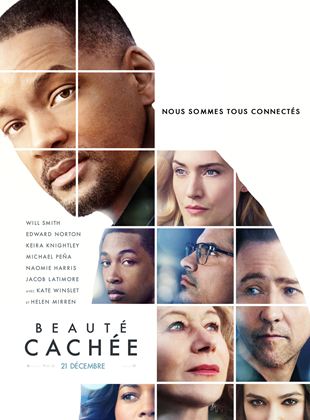 NOUS SOMMES TOUS CONNECTÉS
WILL SMITH
EDWARD NORTON
KEIRA KNIGHTLEY
MICHAEL PEÑA
NAOMIE HARRIS
JACOB LATIMORE
AVEC KATE WINSLET
ET HELEN MIRREN
BEAUTÉ
CACHÉE
21 DÉCEMBRE